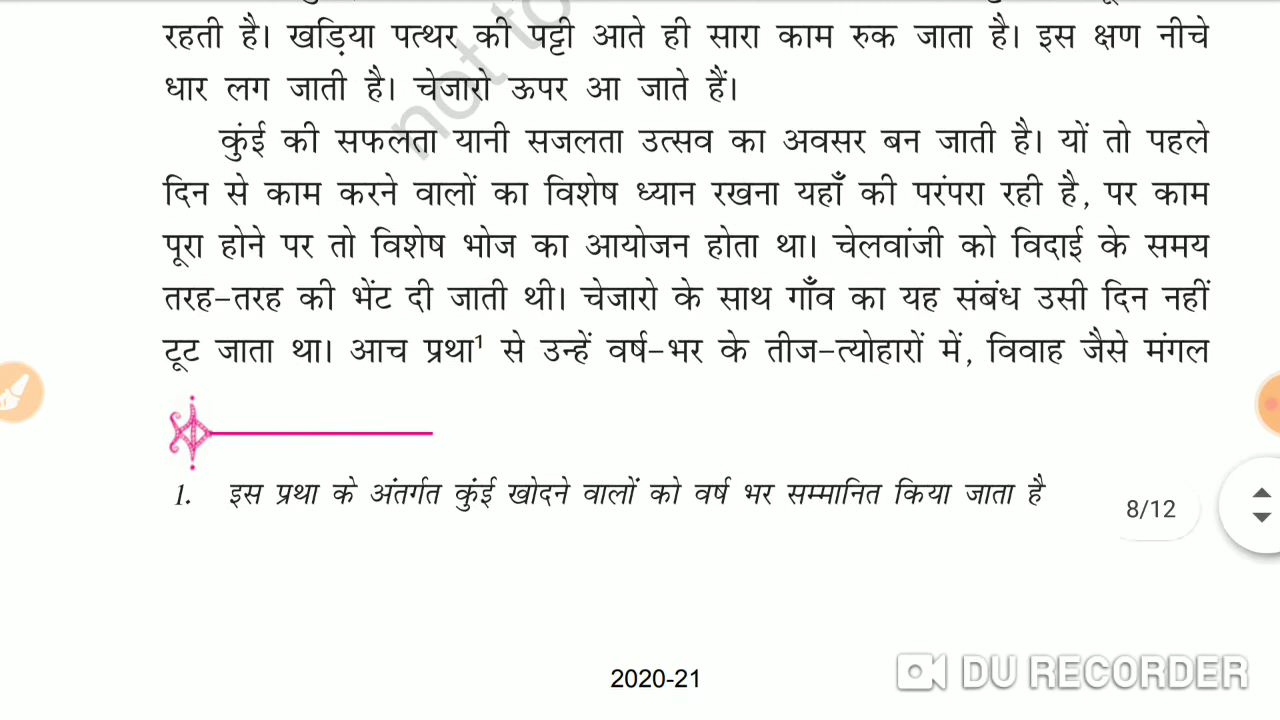 रहती है। खड़िया पत्थर की पट्टी आते ही सारा काम रुक जाता है। इस क्षण नीचे
धार लग जाती है। चेजारो ऊपर आ जाते हैं।
कुंई की सफलता यानी सजलता उत्सव का अवसर बन जाती है। यों तो पहले
दिन से काम करने वालों का विशेष ध्यान रखना यहाँ की परंपरा रही है, पर काम
पूरा होने पर तो विशेष भोज का आयोजन होता था। चेलवांजी को विदाई के समय
तरह-तरह की भेंट दी जाती थी। चेजारो के साथ गाँव का यह संबंध उसी दिन नहीं
टूट जाता था। आच प्रथा¹ से उन्हें वर्ष-भर के तीज-त्योहारों में, विवाह जैसे मंगल
1. इस प्रथा के अंतर्गत कुंई खोदने वालों को वर्ष भर सम्मानित किया जाता है
8/12
2020-21
DU RECORDER
not to